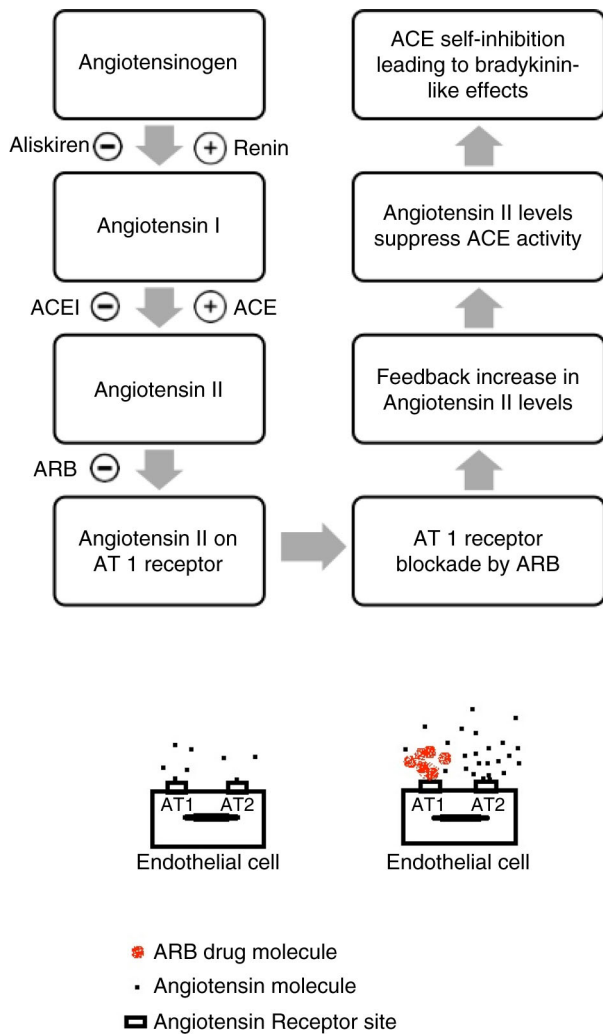 Angiotensinogen
Aliskiren − + Renin
Angiotensin I
ACEI − + ACE
Angiotensin II
ARB −
Angiotensin II on
AT 1 receptor
AT 1 receptor
blockade by ARB
Feedback increase in
Angiotensin II levels
Angiotensin II levels
suppress ACE activity
ACE self-inhibition
leading to bradykinin-
like effects
AT1 AT2
Endothelial cell
AT1 AT2
Endothelial cell
ARB drug molecule
Angiotensin molecule
Angiotensin Receptor site